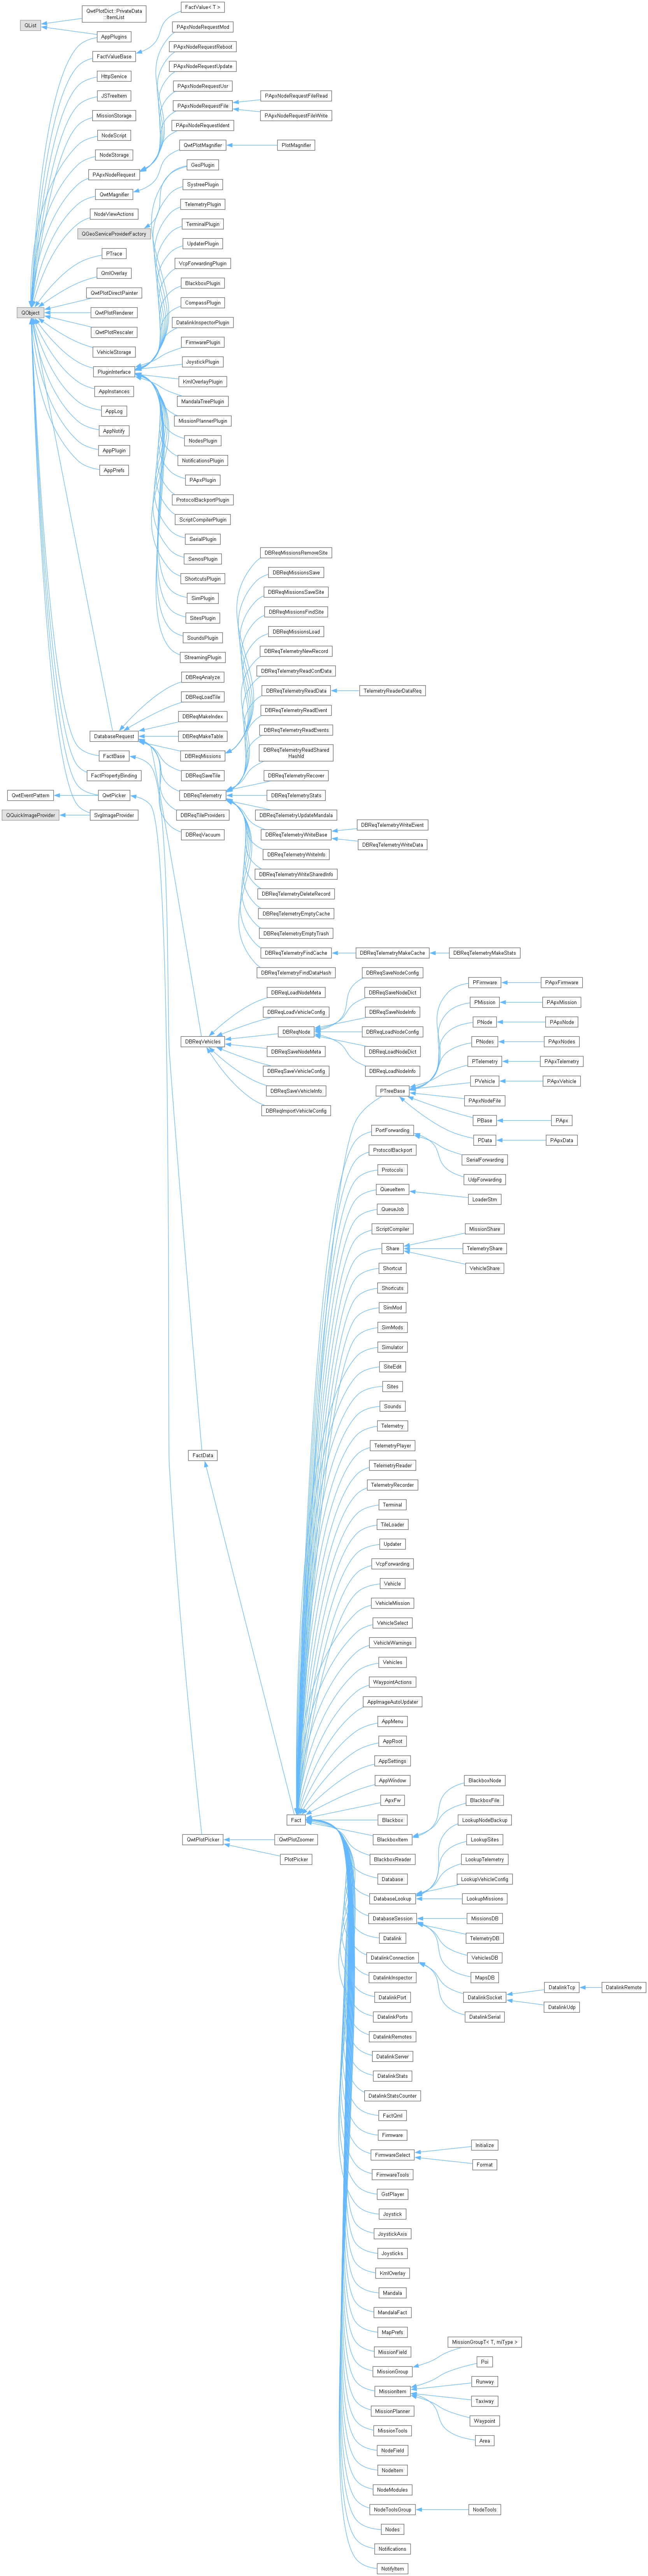 QList
QwtPlotDict::PrivateData
::ItemList
AppPlugins
FactValue< T >
FactValueBase
HttpService
JSTreeItem
MissionStorage
NodeScript
NodeStorage
PApxNodeRequest
QwtMagnifier
NodeViewActions
QGeoServiceProviderFactory
PTrace
QmlOverlay
QwtPlotDirectPainter
QObject
QwtPlotRenderer
QwtPlotRescaler
VehicleStorage
PluginInterface
AppInstances
AppLog
AppNotify
AppPlugin
AppPrefs
PApxNodeRequestMod
PApxNodeRequestReboot
PApxNodeRequestUpdate
PApxNodeRequestUsr
PApxNodeRequestFile
PApxNodeRequestIdent
PApxNodeRequestFileRead
PApxNodeRequestFileWrite
QwtPlotMagnifier
PlotMagnifier
GeoPlugin
SystreePlugin
TelemetryPlugin
TerminalPlugin
UpdaterPlugin
VcpForwardingPlugin
BlackboxPlugin
CompassPlugin
DatalinkInspectorPlugin
FirmwarePlugin
JoystickPlugin
KmlOverlayPlugin
MandalaTreePlugin
MissionPlannerPlugin
NodesPlugin
NotificationsPlugin
PApxPlugin
ProtocolBackportPlugin
ScriptCompilerPlugin
SerialPlugin
ServosPlugin
ShortcutsPlugin
SimPlugin
SitesPlugin
SoundsPlugin
StreamingPlugin
DatabaseRequest
FactBase
FactPropertyBinding
QwtEventPattern
QwtPicker
QQuickImageProvider
SvgImageProvider
DBReqAnalyze
DBReqLoadTile
DBReqMakeIndex
DBReqMakeTable
DBReqMissions
DBReqSaveTile
DBReqTelemetry
DBReqTileProviders
DBReqVacuum
DBReqMissionsRemoveSite
DBReqMissionsSave
DBReqMissionsSaveSite
DBReqMissionsFindSite
DBReqMissionsLoad
DBReqTelemetryNewRecord
DBReqTelemetryReadConfData
DBReqTelemetryReadData
TelemetryReaderDataReq
DBReqTelemetryReadEvent
DBReqTelemetryReadEvents
DBReqTelemetryReadShared
HashId
DBReqTelemetryRecover
DBReqTelemetryStats
DBReqTelemetryUpdateMandala
DBReqTelemetryWriteBase
DBReqTelemetryWriteEvent
DBReqTelemetryWriteData
DBReqTelemetryWriteInfo
DBReqTelemetryWriteSharedInfo
DBReqTelemetryDeleteRecord
DBReqTelemetryEmptyCache
DBReqTelemetryEmptyTrash
DBReqTelemetryFindCache
DBReqTelemetryMakeCache
DBReqTelemetryMakeStats
DBReqTelemetryFindDataHash
DBReqVehicles
DBReqLoadNodeMeta
DBReqLoadVehicleConfig
DBReqNode
DBReqSaveNodeMeta
DBReqSaveVehicleConfig
DBReqSaveVehicleInfo
DBReqImportVehicleConfig
DBReqSaveNodeConfig
DBReqSaveNodeDict
DBReqSaveNodeInfo
DBReqLoadNodeConfig
DBReqLoadNodeDict
DBReqLoadNodeInfo
PTreeBase
PFirmware
PApxFirmware
PMission
PApxMission
PNode
PApxNode
PNodes
PApxNodes
PTelemetry
PApxTelemetry
PVehicle
PApxVehicle
PApxNodeFile
PBase
PApx
PData
PApxData
PortForwarding
SerialForwarding
UdpForwarding
ProtocolBackport
Protocols
QueueItem
LoaderStm
QueueJob
ScriptCompiler
Share
MissionShare
TelemetryShare
VehicleShare
Shortcut
Shortcuts
SimMod
SimMods
Simulator
SiteEdit
Sites
Sounds
Telemetry
TelemetryPlayer
FactData
TelemetryReader
TelemetryRecorder
Terminal
TileLoader
Updater
VcpForwarding
Vehicle
VehicleMission
VehicleSelect
VehicleWarnings
Vehicles
WaypointActions
AppImageAutoUpdater
AppMenu
AppRoot
AppSettings
AppWindow
ApxFw
Fact
Blackbox
QwtPlotPicker
QwtPlotZoomer
PlotPicker
BlackboxItem
BlackboxNode
BlackboxFile
BlackboxReader
Database
DatabaseLookup
LookupNodeBackup
LookupSites
LookupTelemetry
LookupVehicleConfig
LookupMissions
DatabaseSession
MissionsDB
TelemetryDB
VehiclesDB
MapsDB
Datalink
DatalinkConnection
DatalinkSocket
DatalinkTcp
DatalinkRemote
DatalinkUdp
DatalinkSerial
DatalinkInspector
DatalinkPort
DatalinkPorts
DatalinkRemotes
DatalinkServer
DatalinkStats
DatalinkStatsCounter
FactQml
Firmware
FirmwareSelect
Initialize
Format
FirmwareTools
GstPlayer
Joystick
JoystickAxis
Joysticks
KmlOverlay
Mandala
MandalaFact
MapPrefs
MissionField
MissionGroup
MissionGroupT< T, miType >
MissionItem
Poi
Runway
Taxiway
Waypoint
Area
MissionPlanner
MissionTools
NodeField
NodeItem
NodeModules
NodeToolsGroup
NodeTools
Nodes
Notifications
NotifyItem